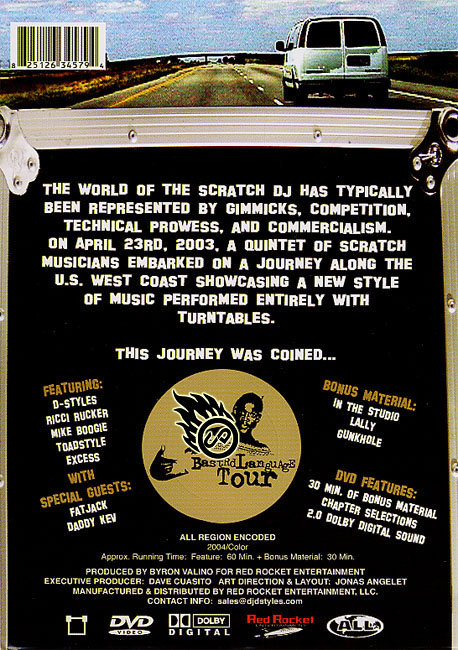 8 25126 34579 4
THE WORLD OF THE SCRATCH DJ HAS TYPICALLY
BEEN REPRESENTED BY GIMMICKS, COMPETITION,
TECHNICAL PROWESS, AND COMMERCIALISM.
ON APRIL 23RD, 2003, A QUINTET OF SCRATCH
MUSICIANS EMBARKED ON A JOURNEY ALONG THE
U.S. WEST COAST SHOWCASING A NEW STYLE
OF MUSIC PERFORMED ENTIRELY WITH
TURNTABLES.
THIS JOURNEY WAS COINED...
FEATURING:
D-STYLES
RICCI RUCKER
MIKE BOOGIE
TOADSTYLE
EXCESS
WITH
SPECIAL GUESTS:
FATJACK
DADDY KEV
BASTRD LANGUAGE
TOUR
BONUS MATERIAL:
IN THE STUDIO
LALLY
GUNKHOLE
DVD FEATURES:
30 MIN. OF BONUS MATERIAL
CHAPTER SELECTIONS
2.0 DOLBY DIGITAL SOUND
ALL REGION ENCODED
2004/Color
Approx. Running Time: Feature: 60 Min. + Bonus Material: 30 Min.
PRODUCED BY BYRON VALINO FOR RED ROCKET ENTERTAINMENT
EXECUTIVE PRODUCER: DAVE CUASITO ART DIRECTION & LAYOUT: JONAS ANGELET
MANUFACTURED & DISTRIBUTED BY RED ROCKET ENTERTAINMENT, LLC.
CONTACT INFO: sales@djdstyles.com
DVD VIDEO
DOLBY DIGITAL
Red Rocket
ALL